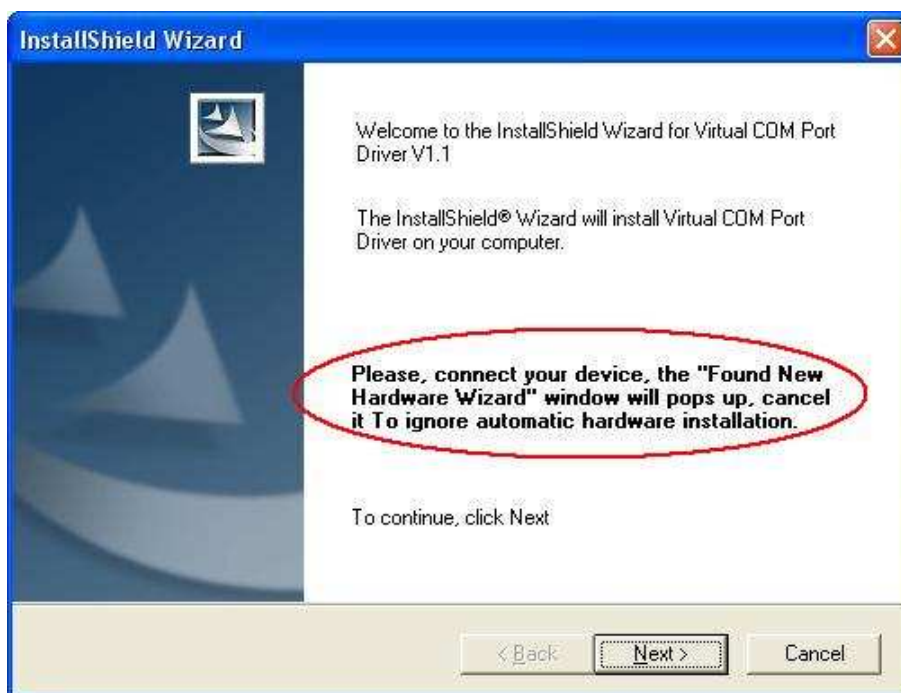 InstallShield Wizard
Welcome to the InstallShield Wizard for Virtual COM Port
Driver V1.1
The InstallShield® Wizard will install Virtual COM Port
Driver on your computer.
Please, connect your device, the "Found New
Hardware Wizard" window will pops up, cancel
it To ignore automatic hardware installation.
To continue, click Next
< Back
Next >
Cancel